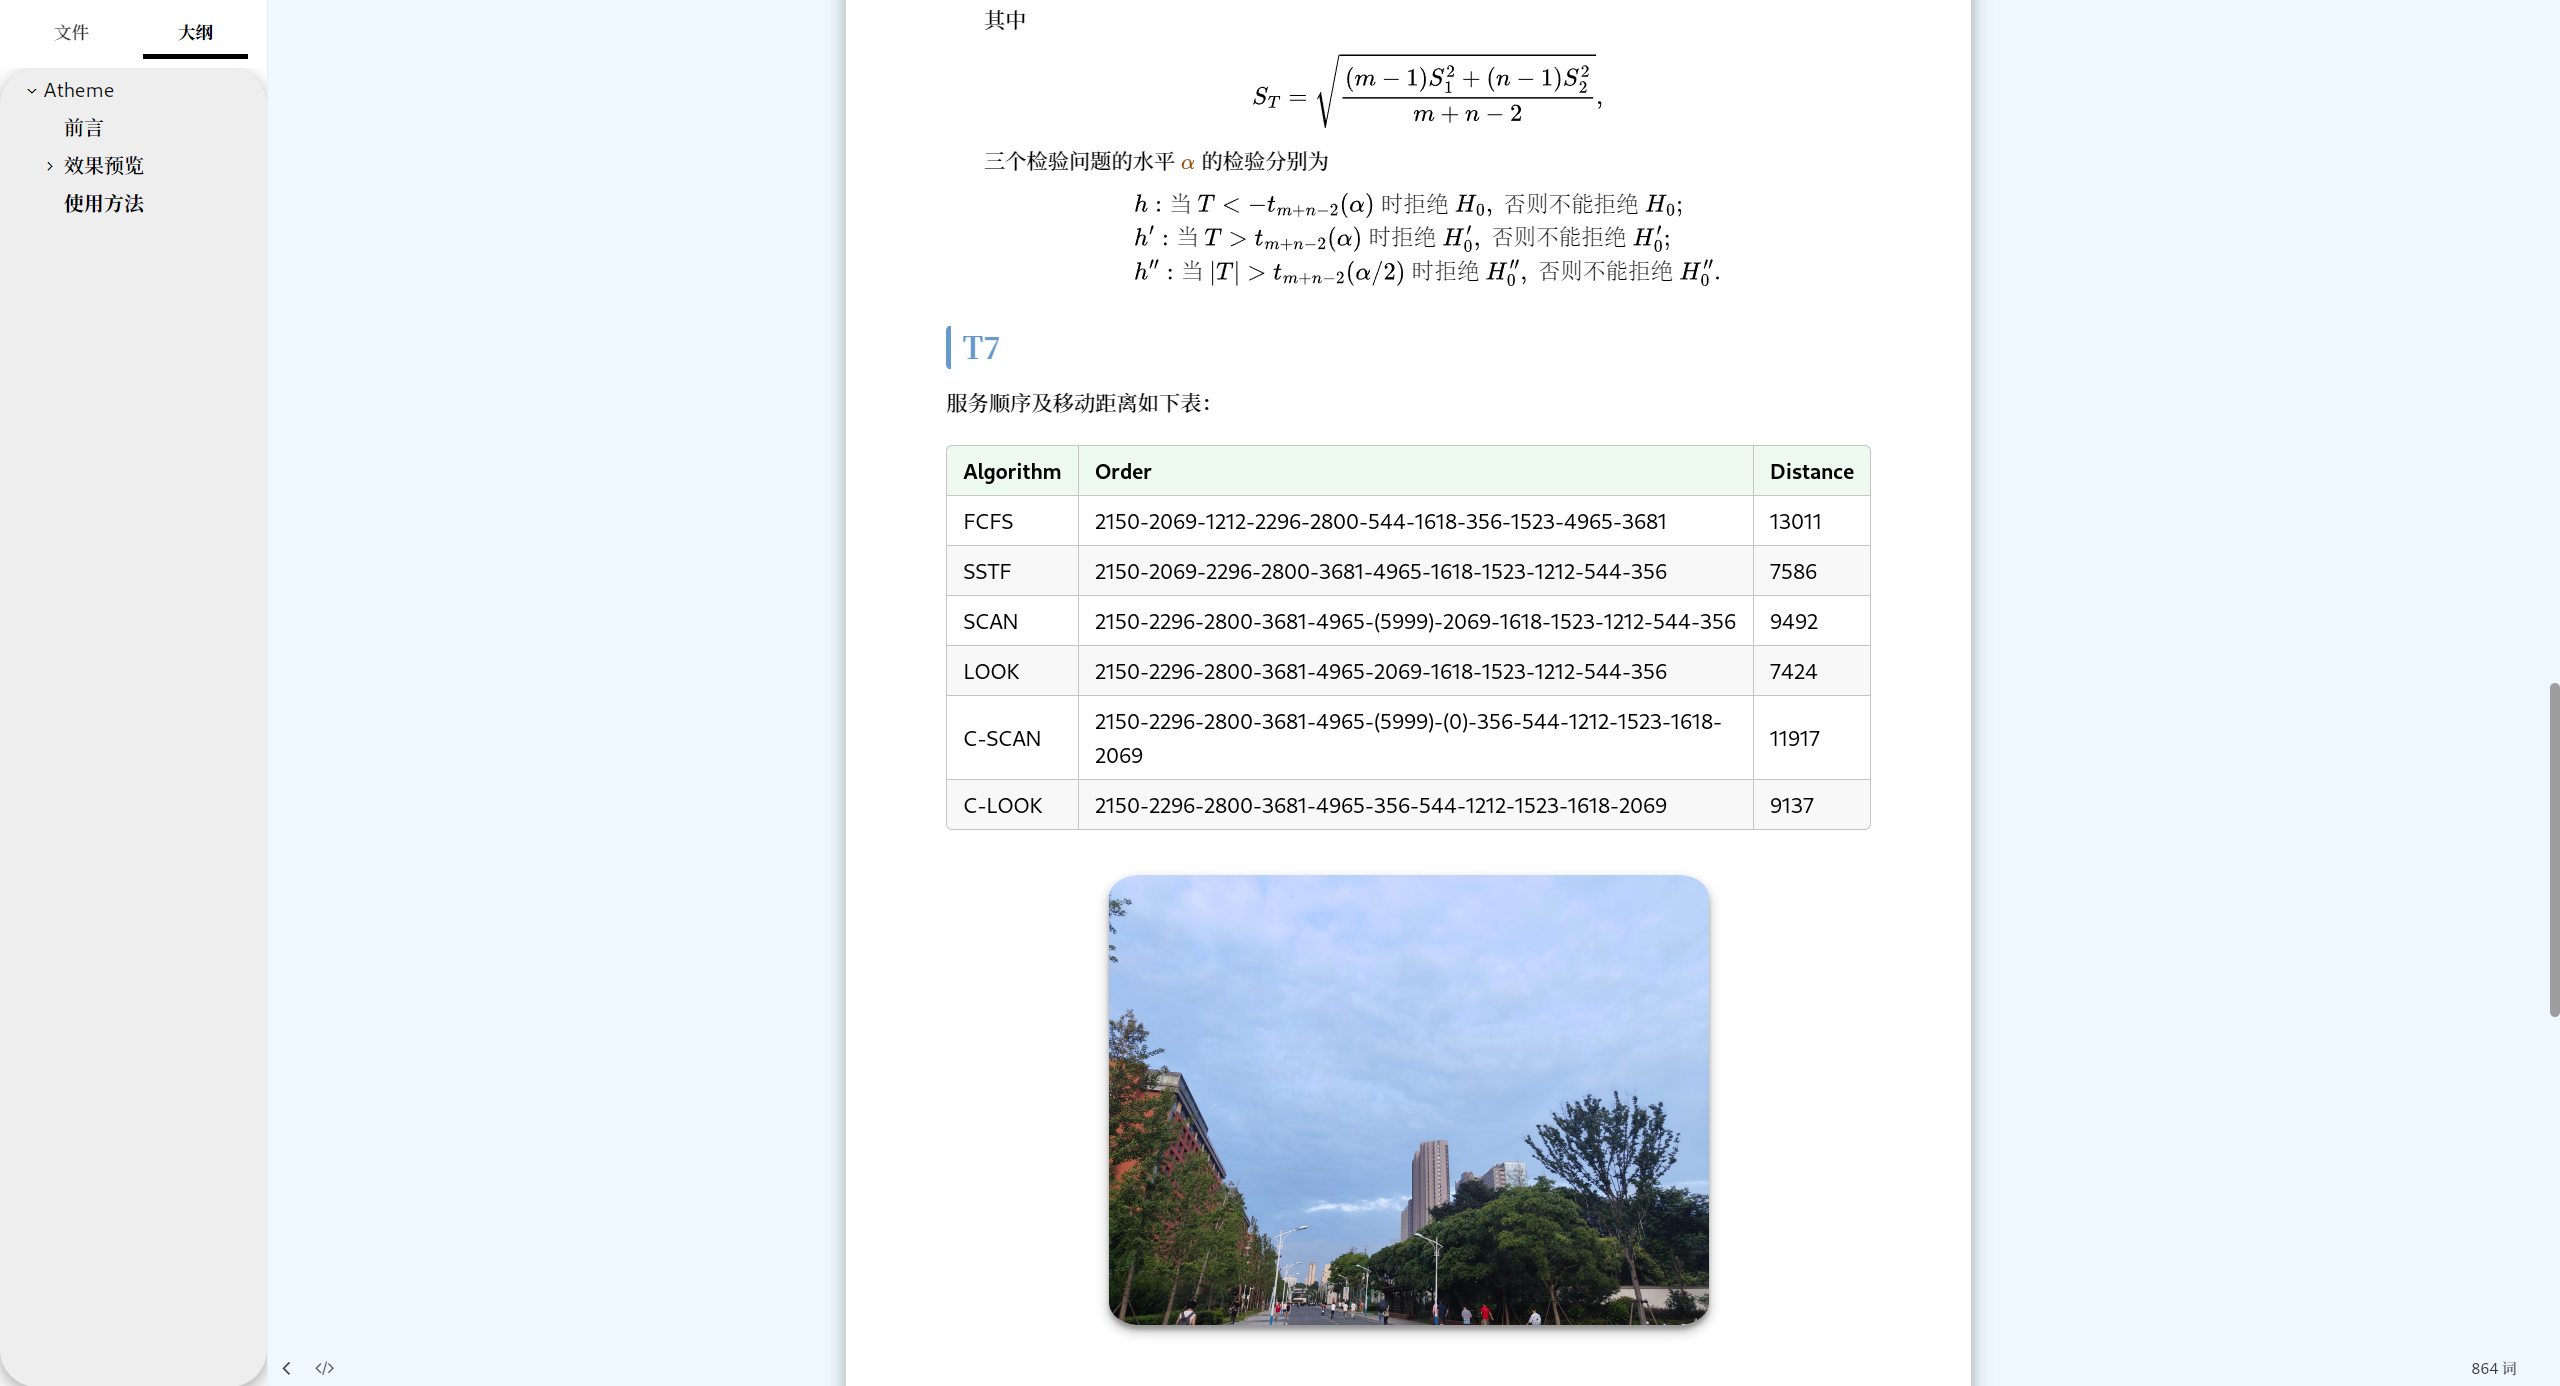 文件 大纲
Atheme
前言
效果预览
使用方法
其中
S_T = √(((m − 1)S_1^2 + (n − 1)S_2^2)/(m + n − 2)),
三个检验问题的水平 α 的检验分别为
h : 当 T < −t_{m+n−2}(α) 时拒绝 H_0, 否则不能拒绝 H_0;
h′ : 当 T > t_{m+n−2}(α) 时拒绝 H_0′, 否则不能拒绝 H_0′;
h″ : 当 |T| > t_{m+n−2}(α/2) 时拒绝 H_0″, 否则不能拒绝 H_0″.
T7
服务顺序及移动距离如下表：
Algorithm Order Distance
FCFS 2150-2069-1212-2296-2800-544-1618-356-1523-4965-3681 13011
SSTF 2150-2069-2296-2800-3681-4965-1618-1523-1212-544-356 7586
SCAN 2150-2296-2800-3681-4965-(5999)-2069-1618-1523-1212-544-356 9492
LOOK 2150-2296-2800-3681-4965-2069-1618-1523-1212-544-356 7424
C-SCAN 2150-2296-2800-3681-4965-(5999)-(0)-356-544-1212-1523-1618-
2069 11917
C-LOOK 2150-2296-2800-3681-4965-356-544-1212-1523-1618-2069 9137
</> 864 词